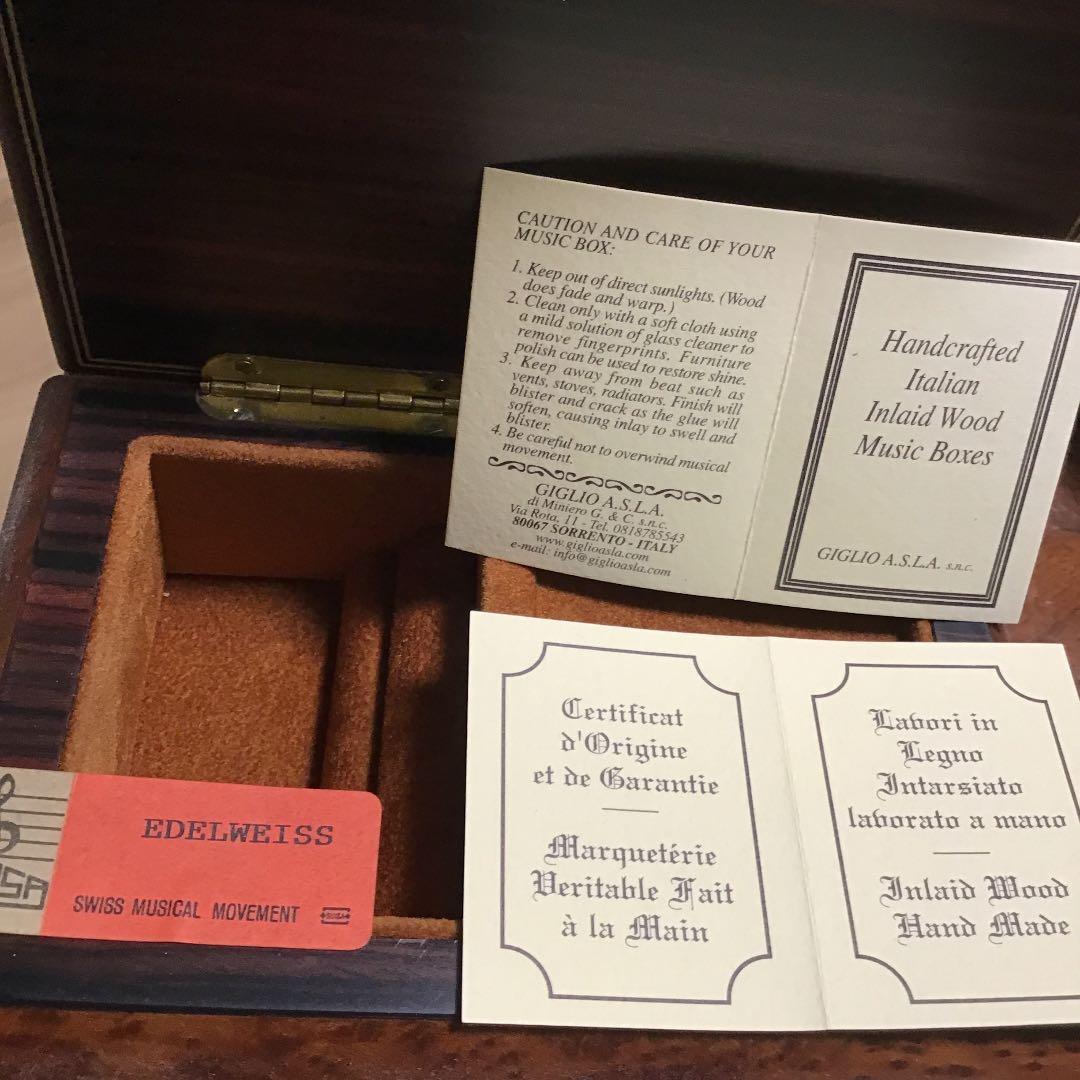 CAUTION AND CARE OF YOUR
MUSIC BOX:
1. Keep out of direct sunlights. (Wood
does fade and warp.)
2. Clean only with a soft cloth using
a mild solution of glass cleaner to
remove fingerprints. Furniture
polish can be used to restore shine.
3. Keep away from beat such as
vents, stoves, radiators. Finish will
blister and crack as the glue will
soften, causing inlay to swell and
blister.
4. Be careful not to overwind musical
movement.
GIGLIO A.S.L.A.
di Miniero G. & C. s.n.c.
Via Rota, 11 - Tel. 0818785543
80067 SORRENTO - ITALY
www.giglioasla.com
e-mail: info@giglioasla.com
Handcrafted
Italian
Inlaid Wood
Music Boxes
GIGLIO A.S.L.A. s.n.c.
Certificat
d'Origine
et de Garantie
Marquetérie
Veritable Fait
à la Main
Lavori in
Legno
Intarsiato
lavorato a mano
Inlaid Wood
Hand Made
EDELWEISS
SWISS MUSICAL MOVEMENT